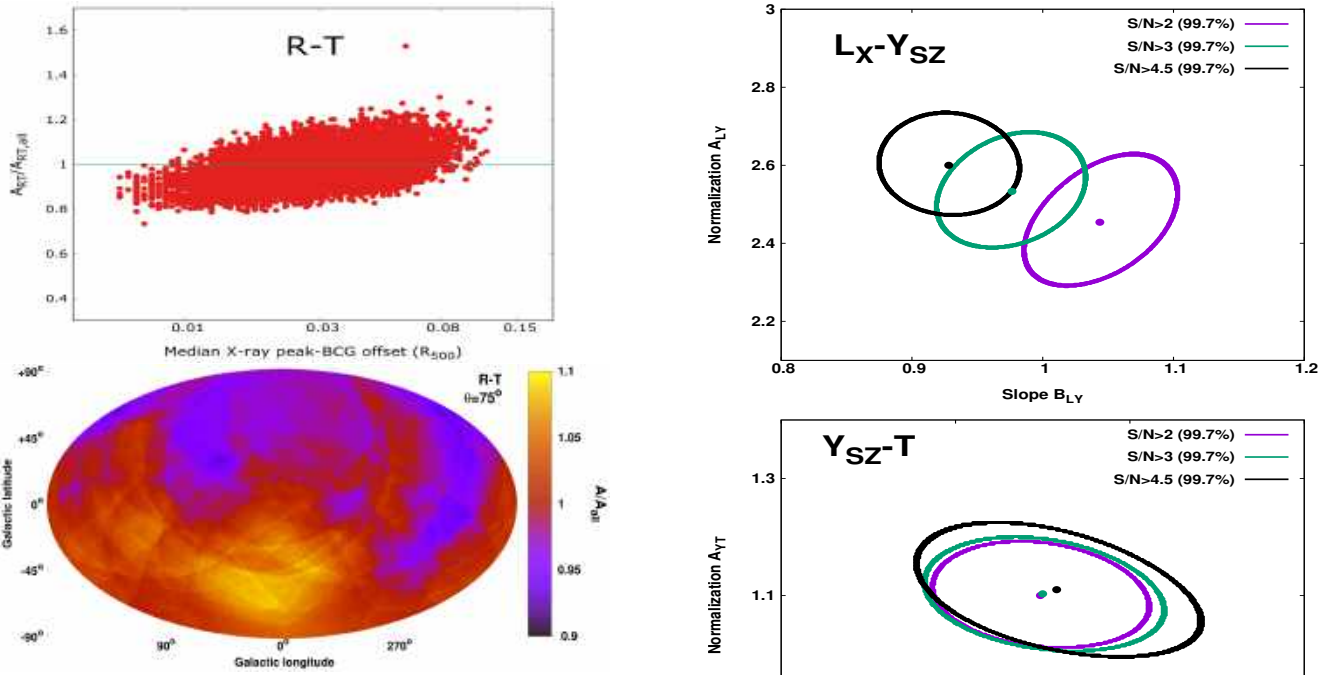 R-T
A_RT/A_RT,all
1.6
1.4
1.2
1
0.8
0.6
0.4
0.01 0.03 0.08 0.15
Median X-ray peak-BCG offset (R_500)
R-T
θ=75°
Galactic latitude
+90°
+45°
0°
-45°
-90°
90° 0° 270°
Galactic longitude
1.1
1.05
1
0.95
0.9
A/A_all
L_X-Y_SZ
S/N>2 (99.7%)
S/N>3 (99.7%)
S/N>4.5 (99.7%)
Normalization A_LY
3
2.8
2.6
2.4
2.2
0.8 0.9 1 1.1 1.2
Slope B_LY
Y_SZ-T
S/N>2 (99.7%)
S/N>3 (99.7%)
S/N>4.5 (99.7%)
Normalization A_YT
1.3
1.1